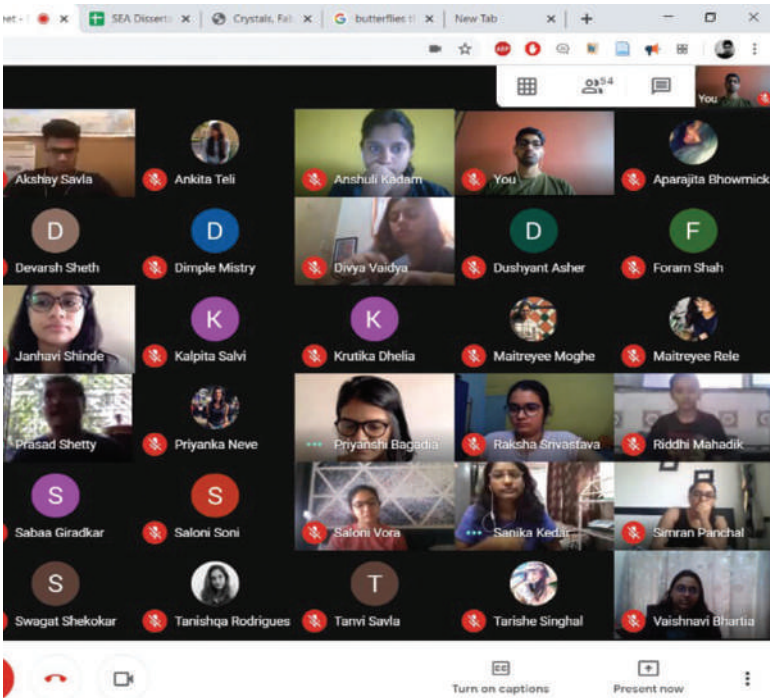 SEA Disserta
Crystals, Fab
butterflies t
New Tab
ABP
54
You
Akshay Savla
Ankita Teli
Anshuli Kadam
You
Aparajita Bhowmick
D
Devarsh Sheth
D
Dimple Mistry
Divya Vaidya
D
Dushyant Asher
F
Foram Shah
Janhavi Shinde
K
Kalpita Salvi
K
Krutika Dhelia
Maitreyee Moghe
Maitreyee Rele
Prasad Shetty
Priyanka Neve
Priyanshi Bagadia
Raksha Srivastava
Riddhi Mahadik
S
Sabaa Giradkar
S
Saloni Soni
Saloni Vora
Sanika Kedar
Simran Panchal
S
Swagat Shekokar
Tanishqa Rodrigues
T
Tanvi Savla
Tarishe Singhal
Vaishnavi Bhartia
CC
Turn on captions
Present now